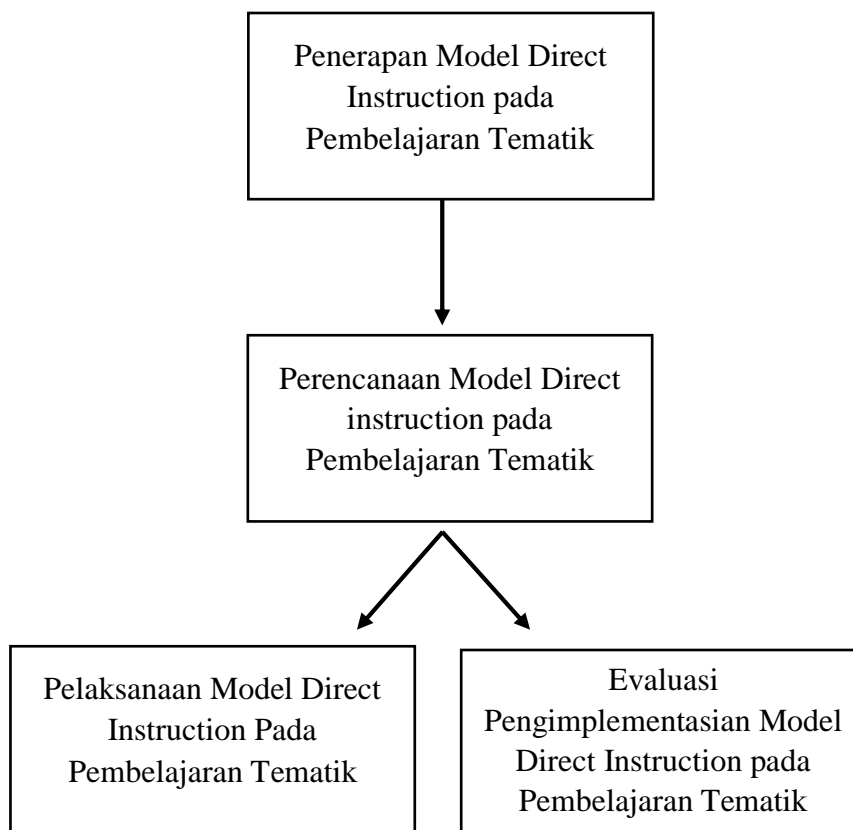 Penerapan Model Direct
Instruction pada
Pembelajaran Tematik
Perencanaan Model Direct
instruction pada
Pembelajaran Tematik
Pelaksanaan Model Direct
Instruction Pada
Pembelajaran Tematik
Evaluasi
Pengimplementasian Model
Direct Instruction pada
Pembelajaran Tematik